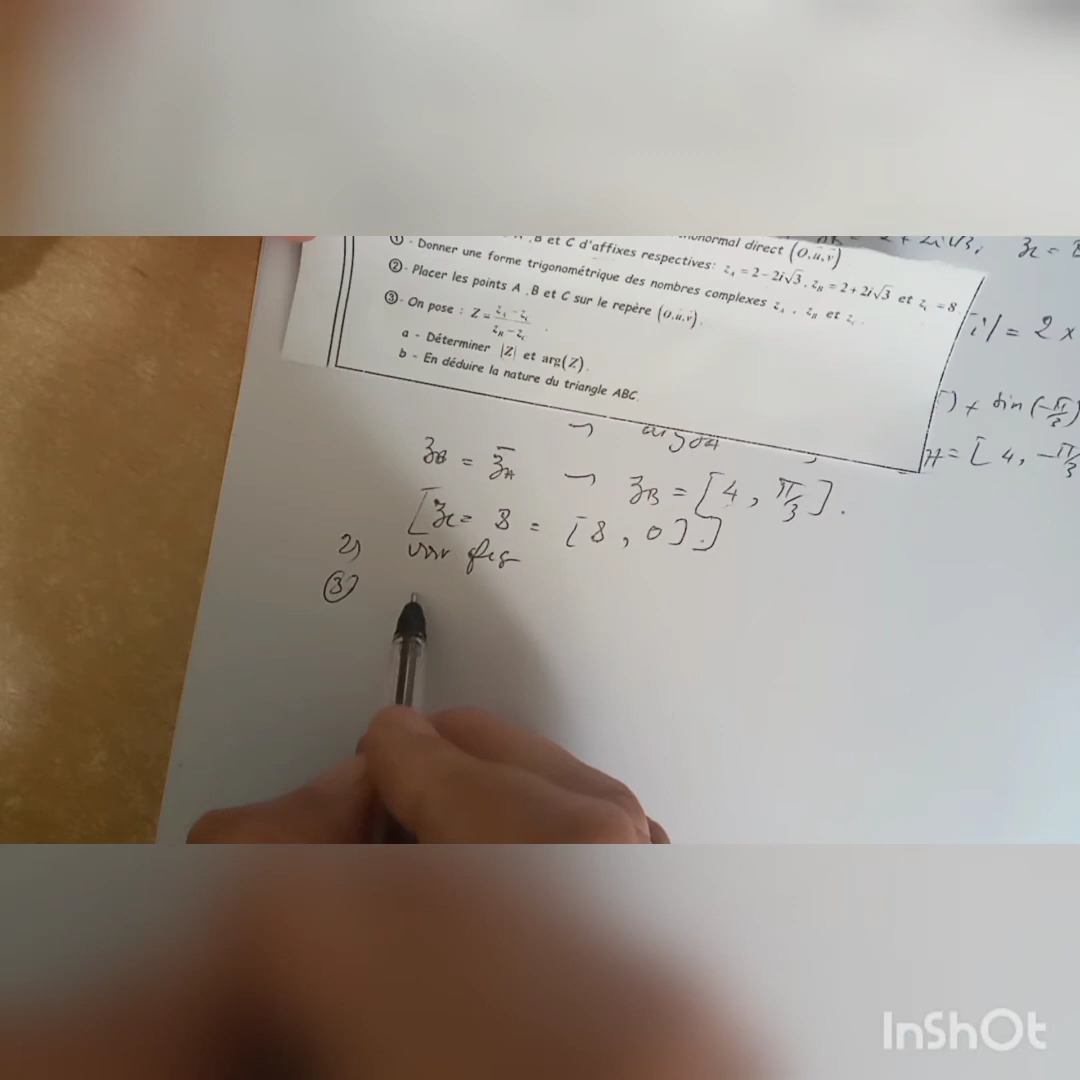 et C d'affixes respectives: z_A = 2 - 2i√3 , z_B = 2 + 2i√3 et z_C = 8
direct (O,u,v)
① - Donner une forme trigonométrique des nombres complexes z_A , z_B et z_C .
② - Placer les points A ,B et C sur le repère (O,u,v).
③ - On pose : Z = (z_A - z_C)/(z_B - z_C) .
a - Déterminer |Z| et arg(Z).
b - En déduire la nature du triangle ABC.
| = 2 ×
) + sin (-π/3)
= [4, -π/3
z_B = z̄_A → z_B = [4, π/3].
[z_C = 8 = [8, 0].]
2)
③
InShOt